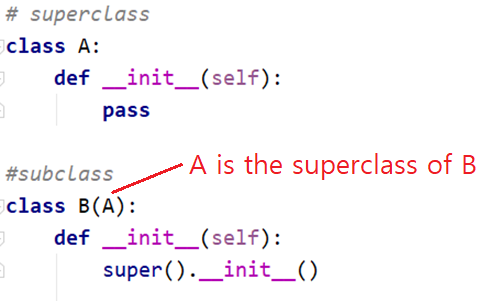 # superclass
class A:
    def __init__(self):
        pass
#subclass
A is the superclass of B
class B(A):
    def __init__(self):
        super().__init__()